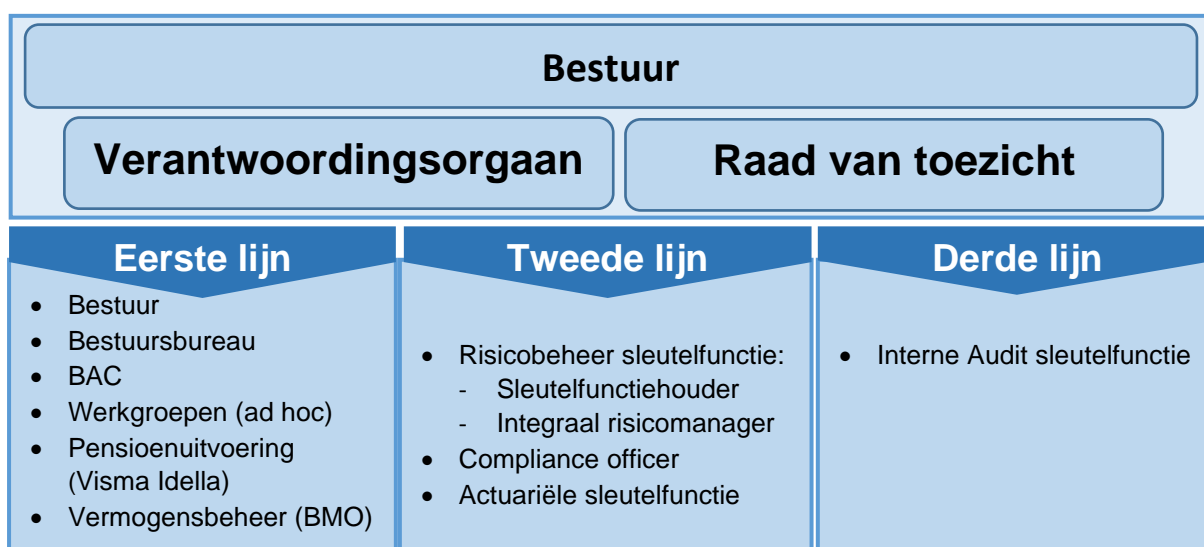 Bestuur
Verantwoordingsorgaan
Raad van toezicht
Eerste lijn
• Bestuur
• Bestuursbureau
• BAC
• Werkgroepen (ad hoc)
• Pensioenuitvoering
(Visma Idella)
• Vermogensbeheer (BMO)
Tweede lijn
• Risicobeheer sleutelfunctie:
- Sleutelfunctiehouder
- Integraal risicomanager
• Compliance officer
• Actuariële sleutelfunctie
Derde lijn
• Interne Audit sleutelfunctie